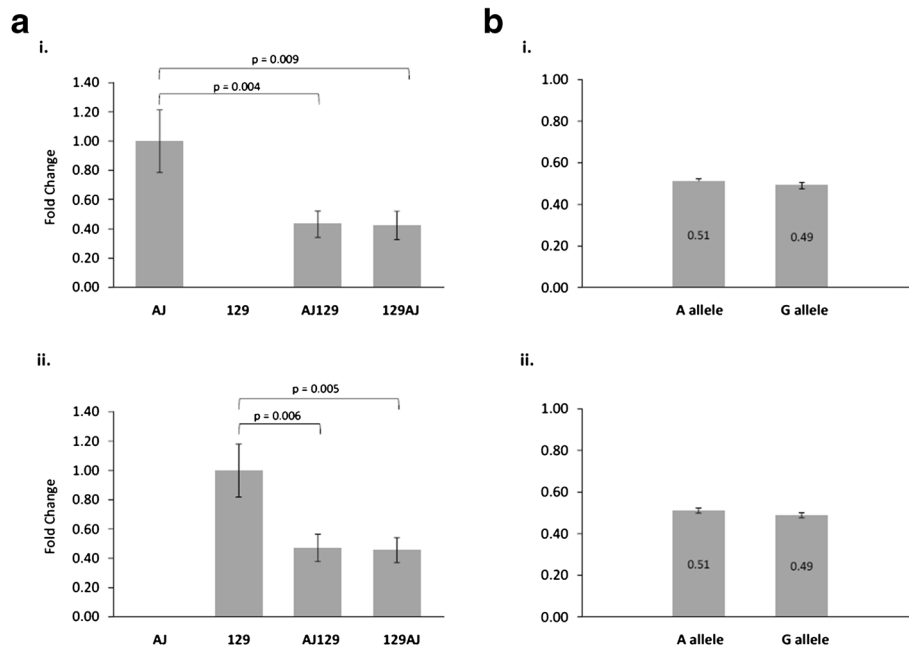 a
i.
p = 0.009
p = 0.004
1.40
1.20
1.00
0.80
0.60
0.40
0.20
0.00
Fold Change
AJ 129 AJ129 129AJ
ii.
p = 0.005
p = 0.006
1.40
1.20
1.00
0.80
0.60
0.40
0.20
0.00
Fold Change
AJ 129 AJ129 129AJ
b
i.
1.00
0.80
0.60
0.40
0.20
0.00
0.51 0.49
A allele G allele
ii.
1.00
0.80
0.60
0.40
0.20
0.00
0.51 0.49
A allele G allele